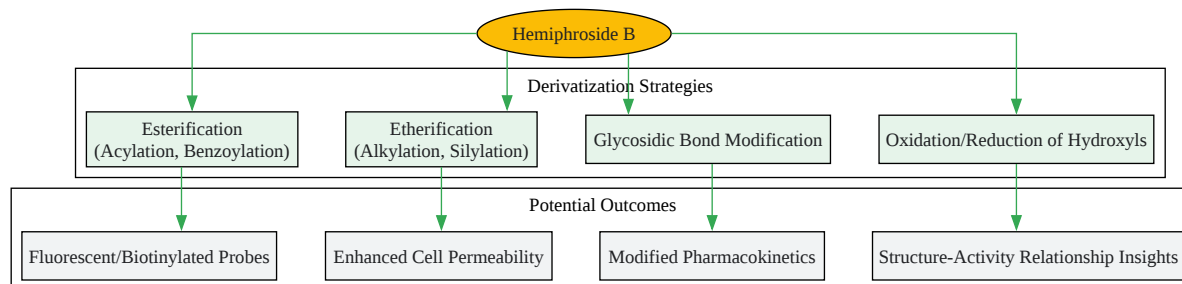 Hemiphroside B
Derivatization Strategies
Esterification
(Acylation, Benzoylation)
Etherification
(Alkylation, Silylation)
Glycosidic Bond Modification
Oxidation/Reduction of Hydroxyls
Potential Outcomes
Fluorescent/Biotinylated Probes
Enhanced Cell Permeability
Modified Pharmacokinetics
Structure-Activity Relationship Insights